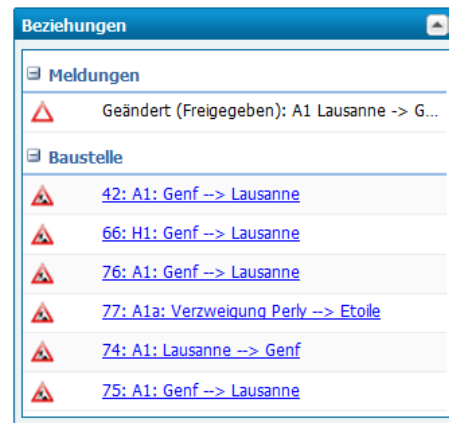 Beziehungen
Meldungen
Geändert (Freigegeben): A1 Lausanne -> G...
Baustelle
42: A1: Genf --> Lausanne
66: H1: Genf --> Lausanne
76: A1: Genf --> Lausanne
77: A1a: Verzweigung Perly --> Etoile
74: A1: Lausanne --> Genf
75: A1: Genf --> Lausanne